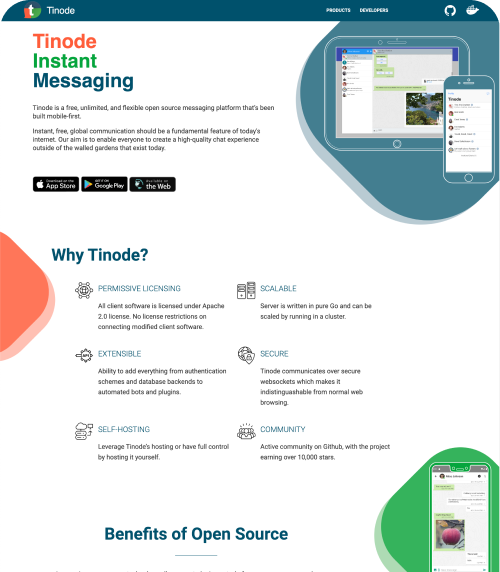 Tinode
PRODUCTS
DEVELOPERS
Tinode
Instant
Messaging
Tinode is a free, unlimited, and flexible open source messaging platform that's been
built mobile-first.
Instant, free, global communication should be a fundamental feature of today's
internet. Our aim is to enable everyone to create a high-quality chat experience
outside of the walled gardens that exist today.
Download on the
App Store
GET IT ON
Google Play
Available on
the Web
Tinode
Why Tinode?
PERMISSIVE LICENSING
All client software is licensed under Apache
2.0 license. No license restrictions on
connecting modified client software.
SCALABLE
Server is written in pure Go and can be
scaled by running in a cluster.
EXTENSIBLE
Ability to add everything from authentication
schemes and database backends to
automated bots and plugins.
SECURE
Tinode communicates over secure
websockets which makes it
indistinguashable from normal web
browsing.
SELF-HOSTING
Leverage Tinode's hosting or have full control
by hosting it yourself.
COMMUNITY
Active community on Github, with the project
earning over 10,000 stars.
Benefits of Open Source